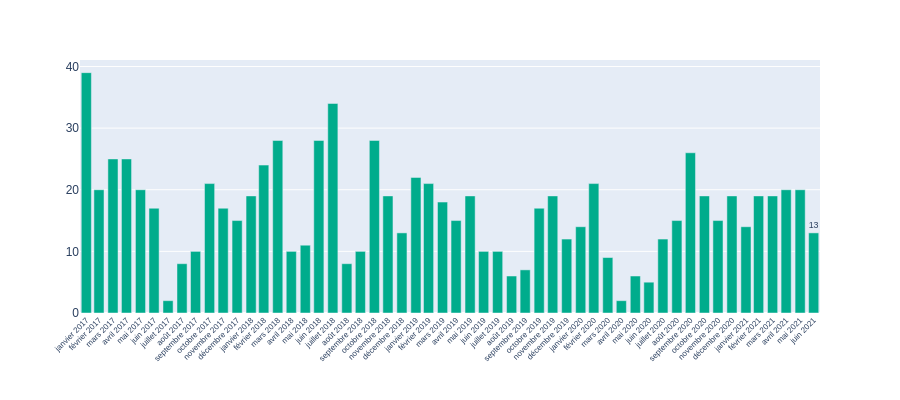 40
30
20
10
0
13
janvier 2017
février 2017
mars 2017
avril 2017
mai 2017
juin 2017
juillet 2017
août 2017
septembre 2017
octobre 2017
novembre 2017
décembre 2017
janvier 2018
février 2018
mars 2018
avril 2018
mai 2018
juin 2018
juillet 2018
août 2018
septembre 2018
octobre 2018
novembre 2018
décembre 2018
janvier 2019
février 2019
mars 2019
avril 2019
mai 2019
juin 2019
juillet 2019
août 2019
septembre 2019
octobre 2019
novembre 2019
décembre 2019
janvier 2020
février 2020
mars 2020
avril 2020
mai 2020
juin 2020
juillet 2020
août 2020
septembre 2020
octobre 2020
novembre 2020
décembre 2020
janvier 2021
février 2021
mars 2021
avril 2021
mai 2021
juin 2021